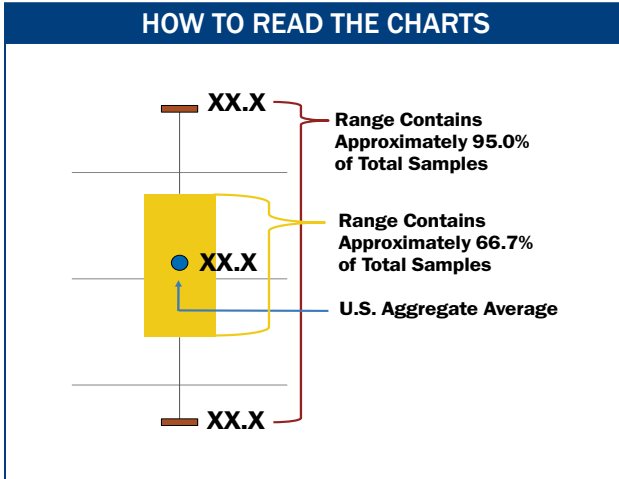 HOW TO READ THE CHARTS
XX.X
Range Contains
Approximately 95.0%
of Total Samples
Range Contains
Approximately 66.7%
of Total Samples
XX.X
U.S. Aggregate Average
XX.X